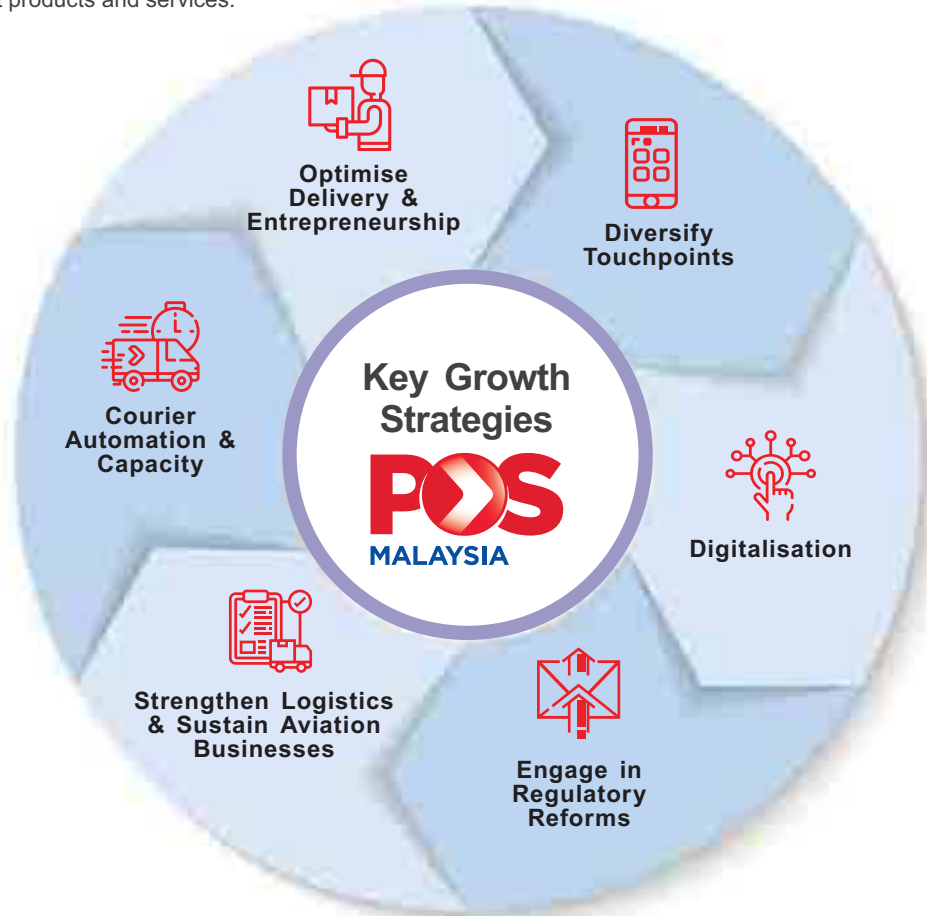 products and services.
Optimise
Delivery &
Entrepreneurship
Diversify
Touchpoints
Key Growth
Strategies
POS
MALAYSIA
Courier
Automation &
Capacity
Digitalisation
Strengthen Logistics
& Sustain Aviation
Businesses
Engage in
Regulatory
Reforms